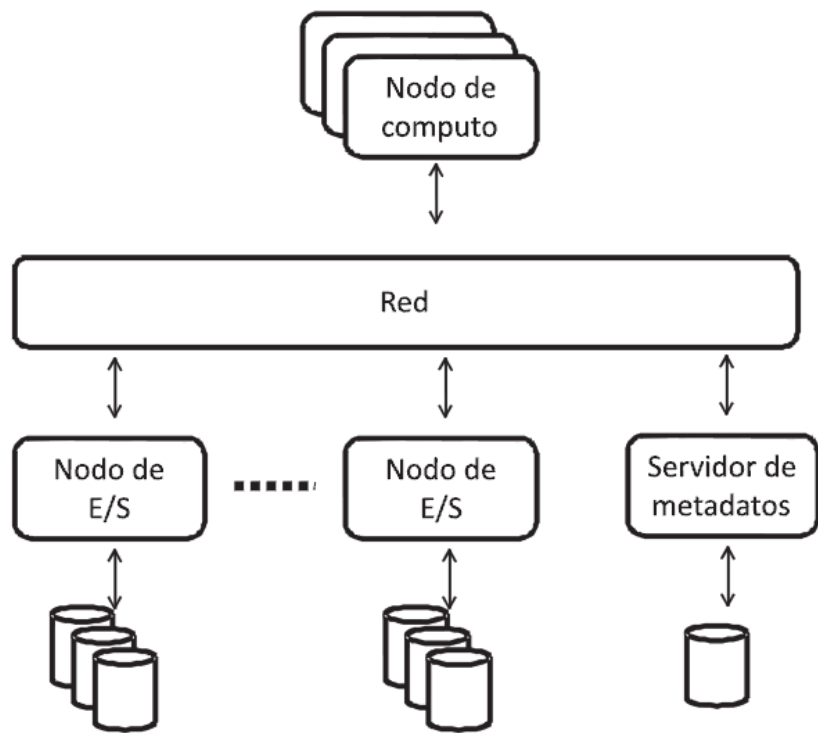 Nodo de
computo
Red
Nodo de
E/S
Nodo de
E/S
Servidor de
metadatos